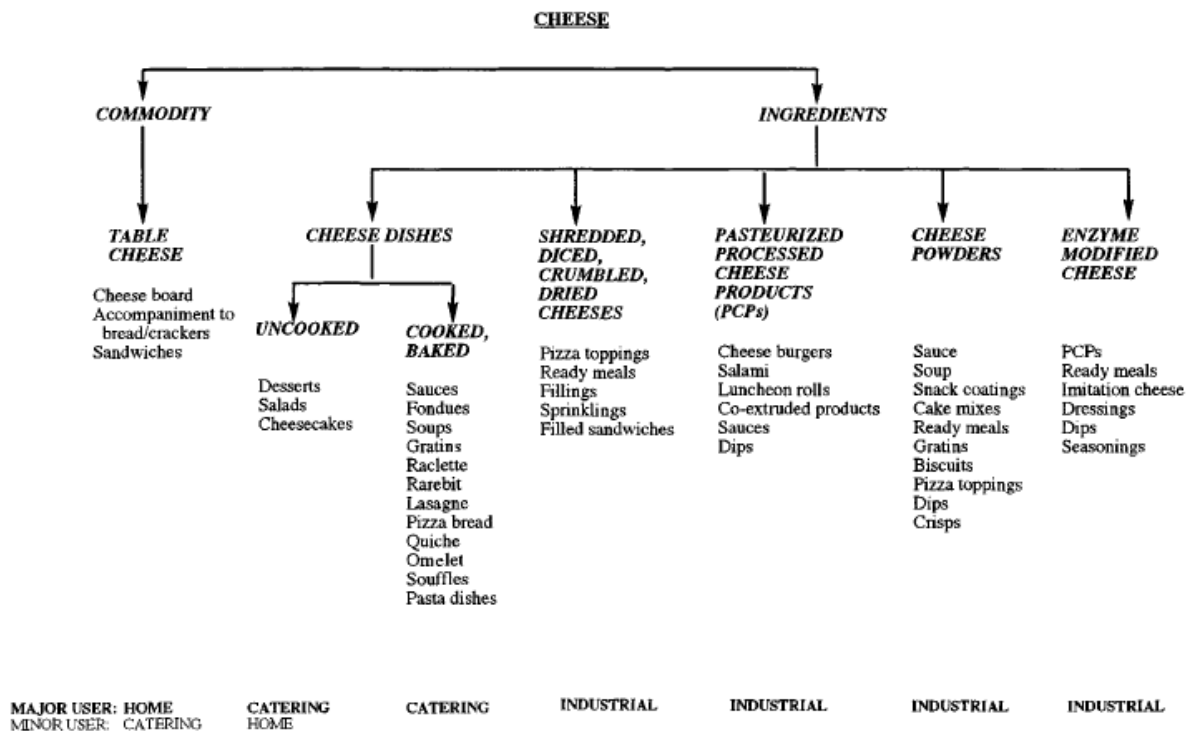 CHEESE
COMMODITY
INGREDIENTS
TABLE
CHEESE
Cheese board
Accompaniment to
bread/crackers
Sandwiches
CHEESE DISHES
UNCOOKED
Desserts
Salads
Cheesecakes
COOKED,
BAKED
Sauces
Fondues
Soups
Gratins
Raclette
Rarebit
Lasagne
Pizza bread
Quiche
Omelet
Souffles
Pasta dishes
SHREDDED,
DICED,
CRUMBLED,
DRIED
CHEESES
Pizza toppings
Ready meals
Fillings
Sprinklings
Filled sandwiches
PASTEURIZED
PROCESSED
CHEESE
PRODUCTS
(PCPs)
Cheese burgers
Salami
Luncheon rolls
Co-extruded products
Sauces
Dips
CHEESE
POWDERS
Sauce
Soup
Snack coatings
Cake mixes
Ready meals
Gratins
Biscuits
Pizza toppings
Dips
Crisps
ENZYME
MODIFIED
CHEESE
PCPs
Ready meals
Imitation cheese
Dressings
Dips
Seasonings
MAJOR USER: HOME CATERING CATERING INDUSTRIAL INDUSTRIAL INDUSTRIAL INDUSTRIAL
MINOR USER: CATERING HOME